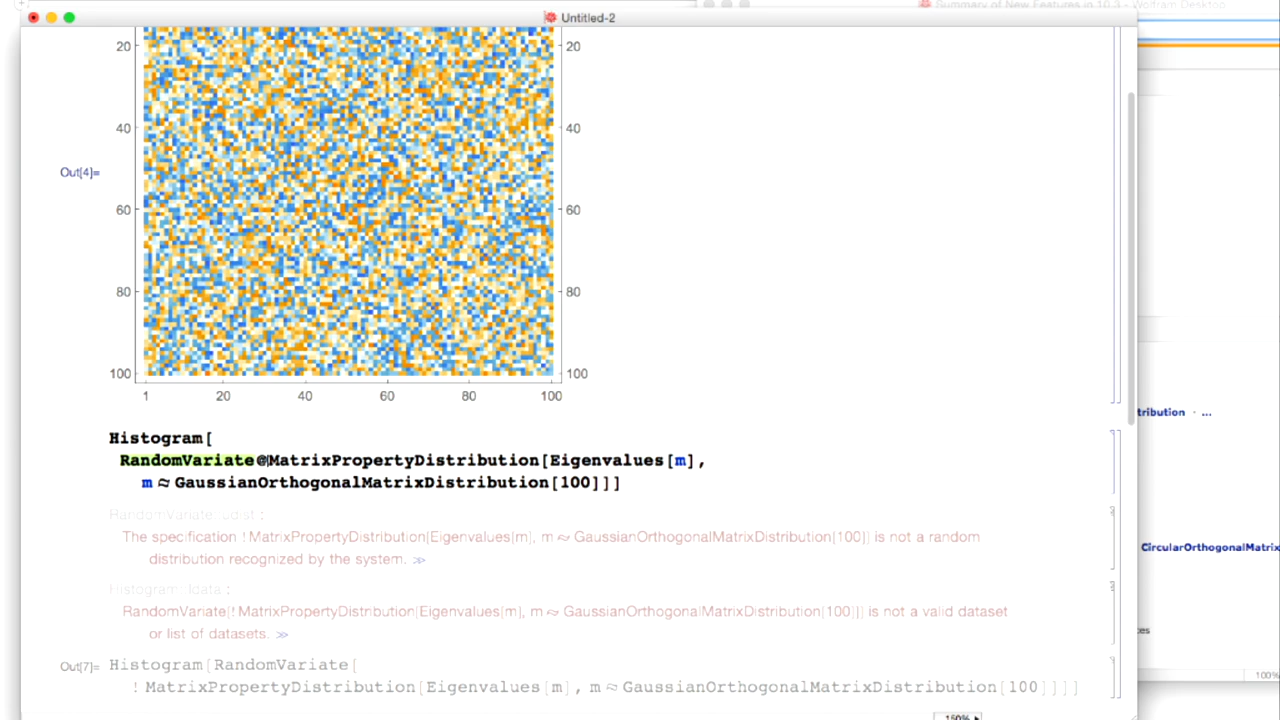 Untitled-2
Summary of New Features in 10.3 - Wolfram Desktop
20
20
40
40
Out[4]=
60
60
80
80
100
100
1 20 40 60 80 100
Histogram[
RandomVariate@MatrixPropertyDistribution[Eigenvalues[m],
m ≈ GaussianOrthogonalMatrixDistribution[100]]]
RandomVariate::udist :
The specification ! MatrixPropertyDistribution[Eigenvalues[m], m ≈ GaussianOrthogonalMatrixDistribution[100]] is not a random
distribution recognized by the system. ≫
Histogram::ldata :
RandomVariate[! MatrixPropertyDistribution[Eigenvalues[m], m ≈ GaussianOrthogonalMatrixDistribution[100]]] is not a valid dataset
or list of datasets. ≫
Out[7]= Histogram[RandomVariate[
! MatrixPropertyDistribution[Eigenvalues[m], m ≈ GaussianOrthogonalMatrixDistribution[100]]]]
150%
tribution · ...
CircularOrthogonalMatrix
ces
100%